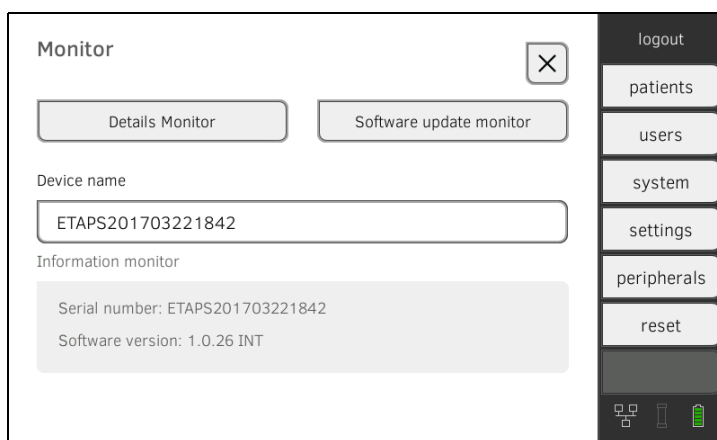 Monitor
Details Monitor
Software update monitor
Device name
ETAPS201703221842
Information monitor
Serial number: ETAPS201703221842
Software version: 1.0.26 INT
logout
patients
users
system
settings
peripherals
reset